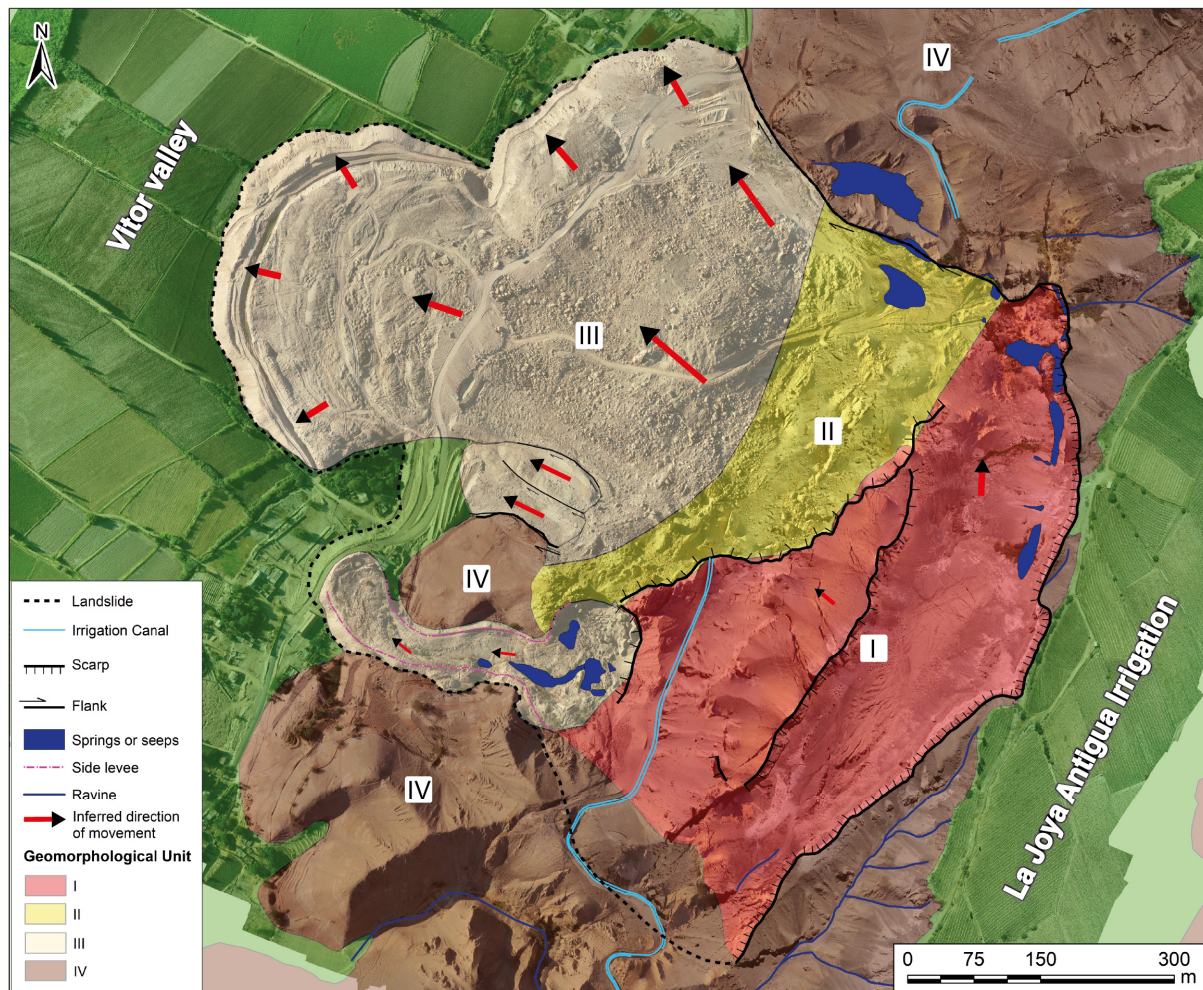 N
IV
Vitor valley
III
II
IV
I
IV
La Joya Antigua Irrigation
Landslide
Irrigation Canal
Scarp
Flank
Springs or seeps
Side levee
Ravine
Inferred direction
of movement
Geomorphological Unit
I
II
III
IV
0 75 150 300
m